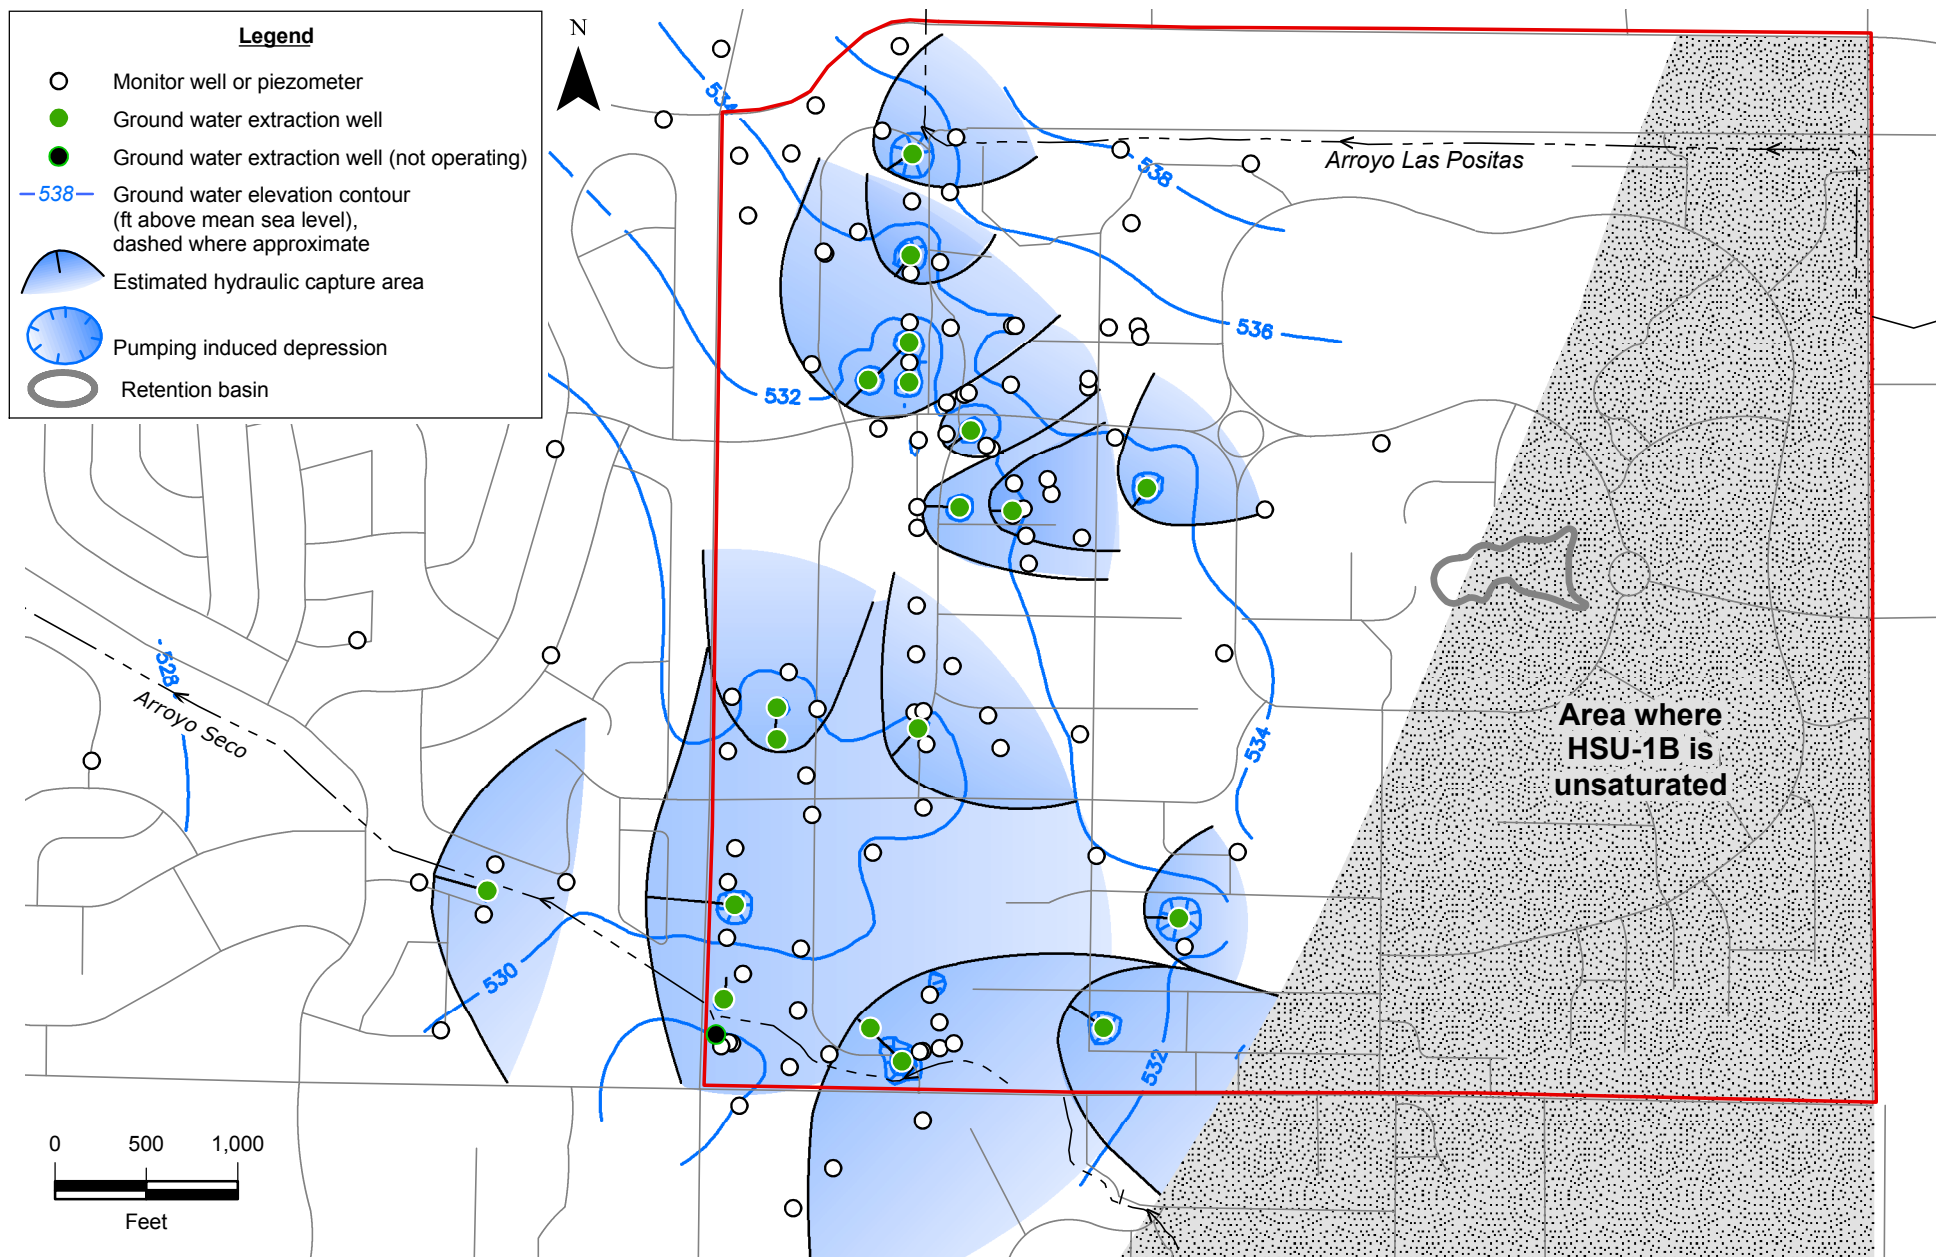 Legend
Monitor well or piezometer
Ground water extraction well
Ground water extraction well (not operating)
538
Ground water elevation contour
(ft above mean sea level),
dashed where approximate
Estimated hydraulic capture area
Pumping induced depression
Retention basin
N
534
Arroyo Las Positas
538
536
532
528
Arroyo Seco
534
Area where
HSU-1B is
unsaturated
530
532
0 500 1,000
Feet